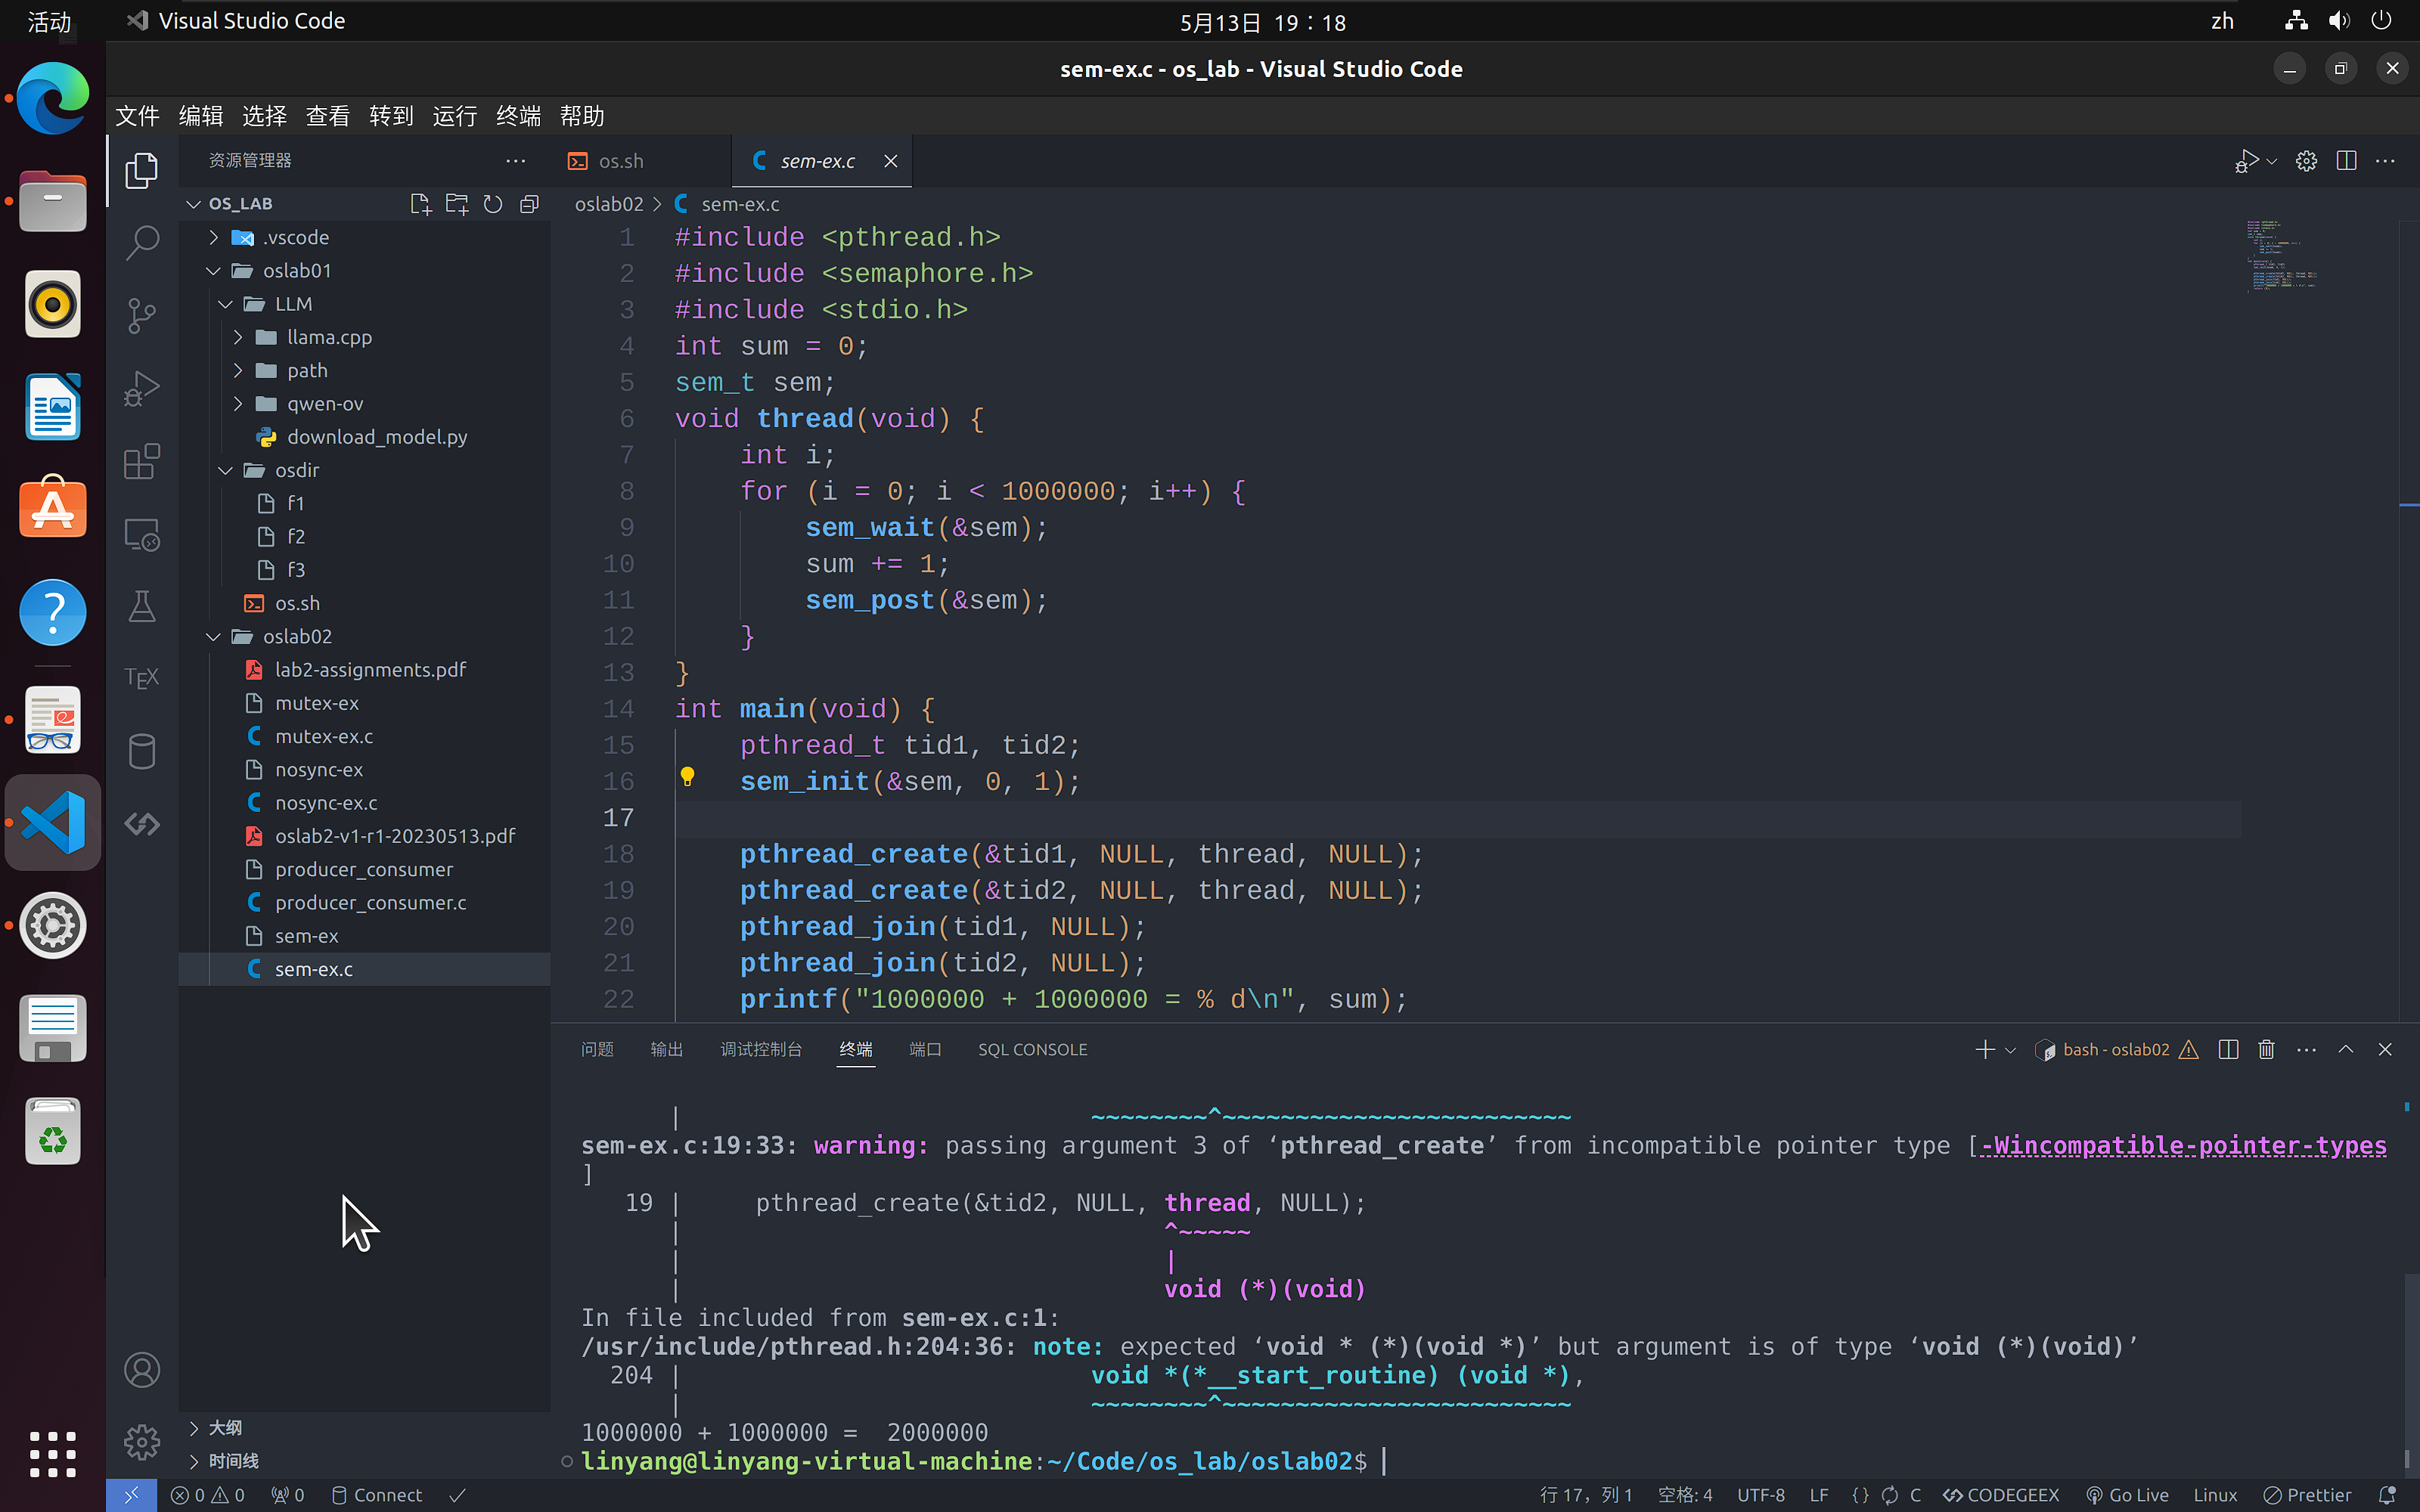 活动
Visual Studio Code
5月13日 19：18
zh
sem-ex.c - os_lab - Visual Studio Code
文件 编辑 选择 查看 转到 运行 终端 帮助
资源管理器
os.sh
sem-ex.c
OS_LAB
oslab02 > sem-ex.c
.vscode
oslab01
LLM
llama.cpp
path
qwen-ov
download_model.py
osdir
f1
f2
f3
os.sh
oslab02
lab2-assignments.pdf
mutex-ex
mutex-ex.c
nosync-ex
nosync-ex.c
oslab2-v1-r1-20230513.pdf
producer_consumer
producer_consumer.c
sem-ex
sem-ex.c
大纲
时间线
TEX
1 #include <pthread.h>
2 #include <semaphore.h>
3 #include <stdio.h>
4 int sum = 0;
5 sem_t sem;
6 void thread(void) {
7 int i;
8 for (i = 0; i < 1000000; i++) {
9 sem_wait(&sem);
10 sum += 1;
11 sem_post(&sem);
12 }
13 }
14 int main(void) {
15 pthread_t tid1, tid2;
16 sem_init(&sem, 0, 1);
17
18 pthread_create(&tid1, NULL, thread, NULL);
19 pthread_create(&tid2, NULL, thread, NULL);
20 pthread_join(tid1, NULL);
21 pthread_join(tid2, NULL);
22 printf("1000000 + 1000000 = % d\n", sum);
问题 输出 调试控制台 终端 端口 SQL CONSOLE
bash - oslab02
| ~~~~~~~~^~~~~~~~~~~~~~~~~~~~~~~~~
sem-ex.c:19:33: warning: passing argument 3 of ‘pthread_create’ from incompatible pointer type [-Wincompatible-pointer-types
]
19 | pthread_create(&tid2, NULL, thread, NULL);
| ^~~~~~
| |
| void (*)(void)
In file included from sem-ex.c:1:
/usr/include/pthread.h:204:36: note: expected ‘void * (*)(void *)’ but argument is of type ‘void (*)(void)’
204 | void *(*__start_routine) (void *),
| ~~~~~~~~^~~~~~~~~~~~~~~~~~~~~~~~~
1000000 + 1000000 =  2000000
linyang@linyang-virtual-machine:~/Code/os_lab/oslab02$
0 0 0 Connect
行 17，列 1 空格: 4 UTF-8 LF {} C CODEGEEX Go Live Linux Prettier